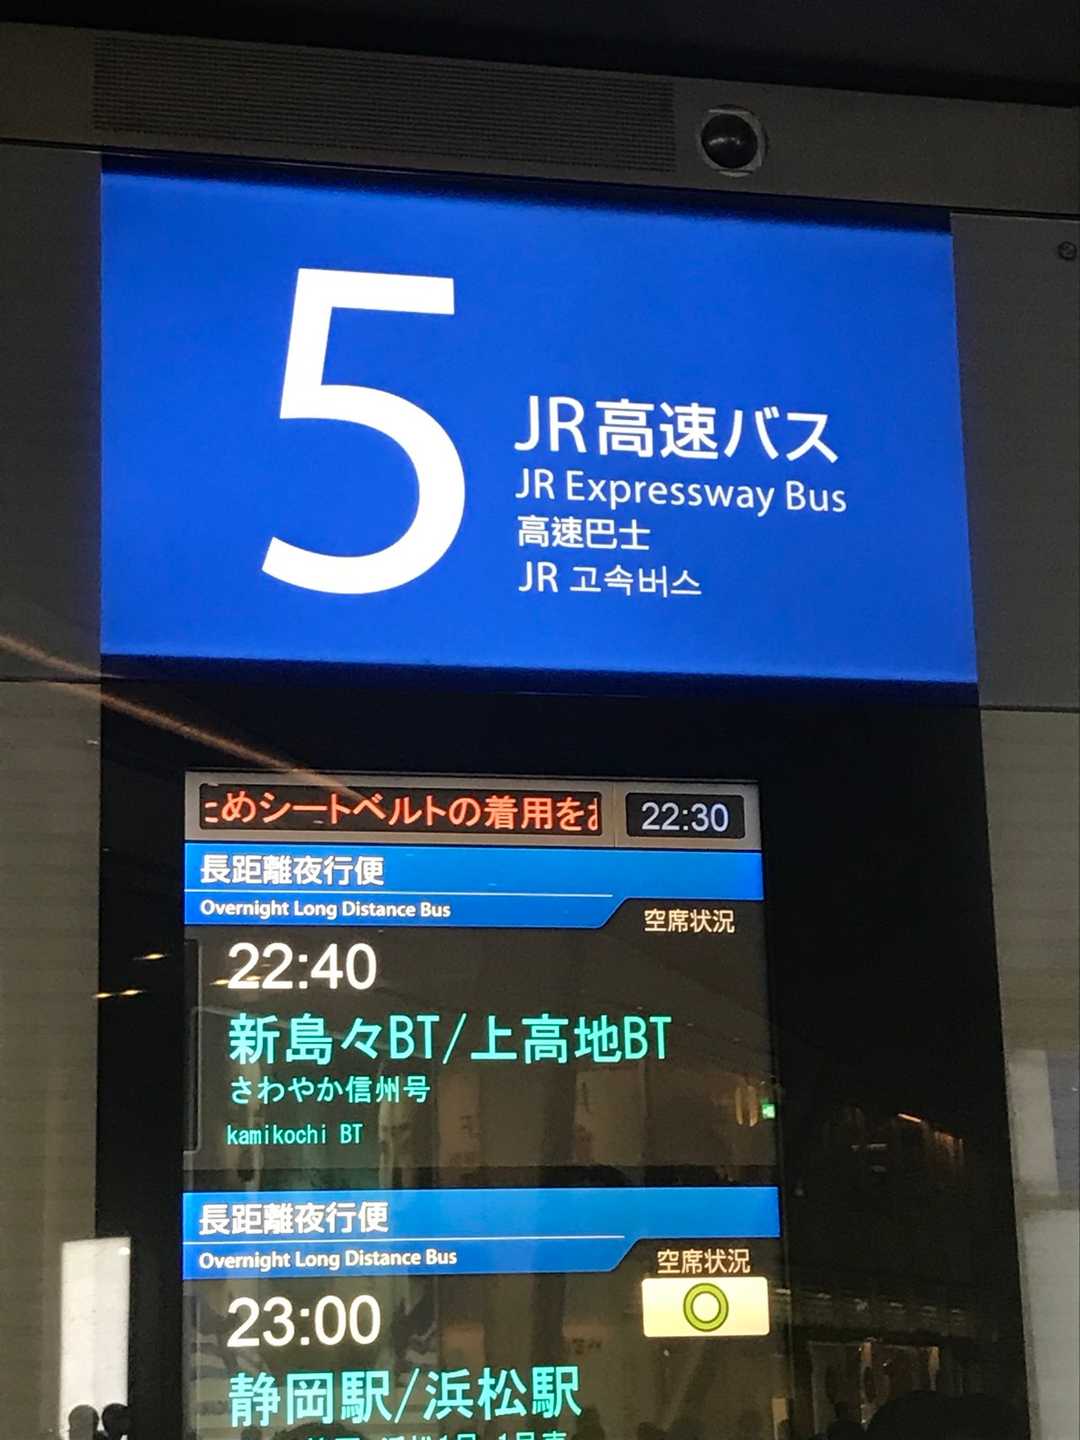 5
JR高速バス
JR Expressway Bus
高速巴士
JR 고속버스
めシートベルトの着用を
22:30
長距離夜行便
Overnight Long Distance Bus
空席状況
22:40
新島々BT/上高地BT
さわやか信州号
kamikochi BT
長距離夜行便
Overnight Long Distance Bus
空席状況
◎
23:00
静岡駅/浜松駅